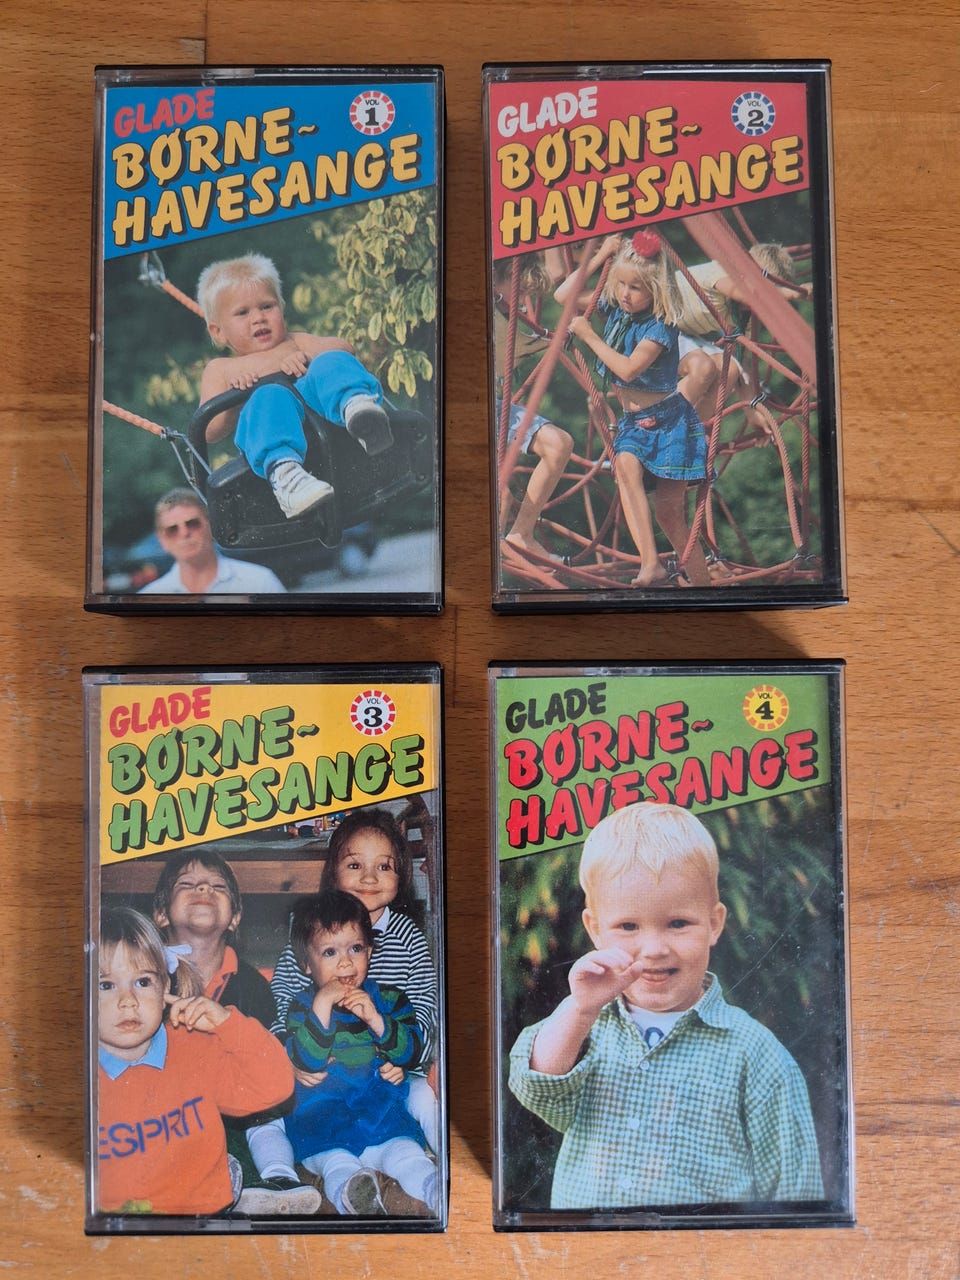 GLADE
BØRNE~
HAVESANGE
VOL
1
GLADE
BØRNE~
HAVESANGE
VOL
2
GLADE
BØRNE~
HAVESANGE
VOL
3
ESPRIT
GLADE
BØRNE~
HAVESANGE
VOL
4